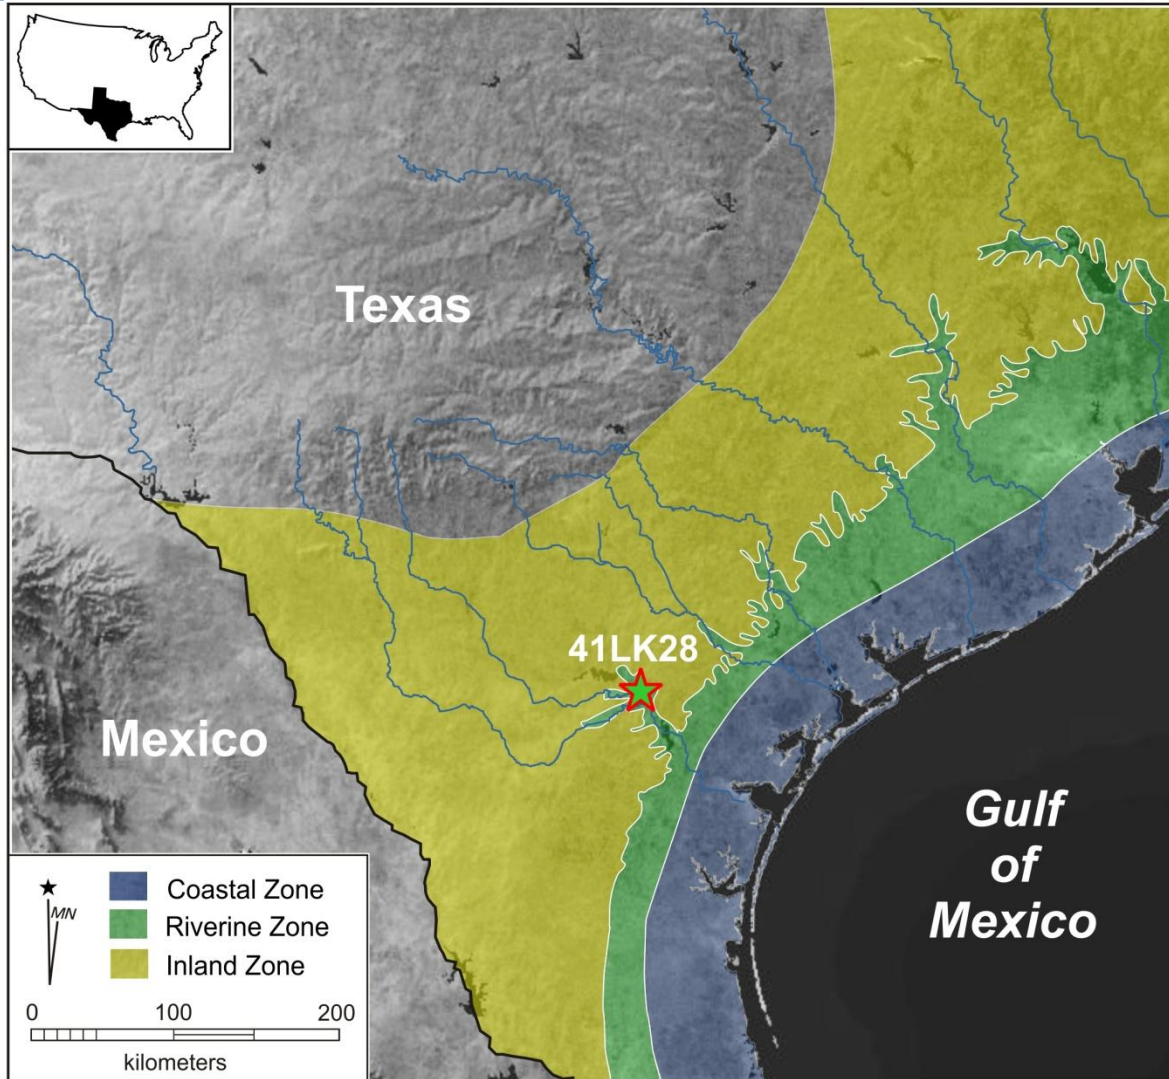 Texas
41LK28
Mexico
Gulf
of
Mexico
MN
Coastal Zone
Riverine Zone
Inland Zone
0 100 200
kilometers